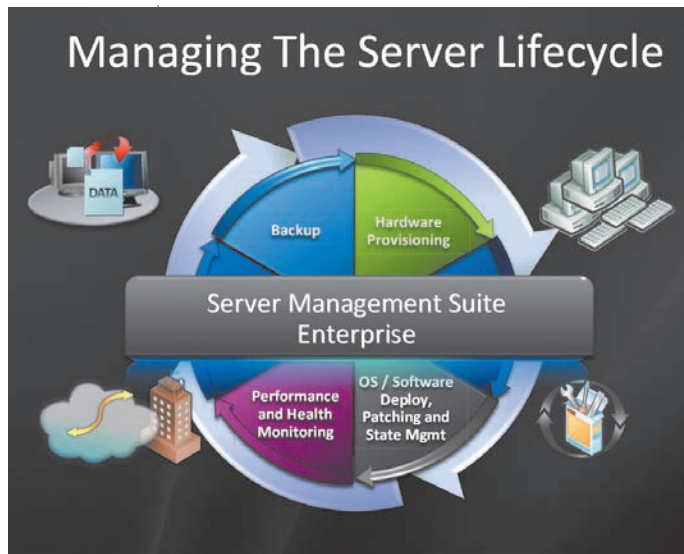 Managing The Server Lifecycle
DATA
Backup
Hardware
Provisioning
Server Management Suite
Enterprise
Performance
and Health
Monitoring
OS / Software
Deploy,
Patching and
State Mgmt